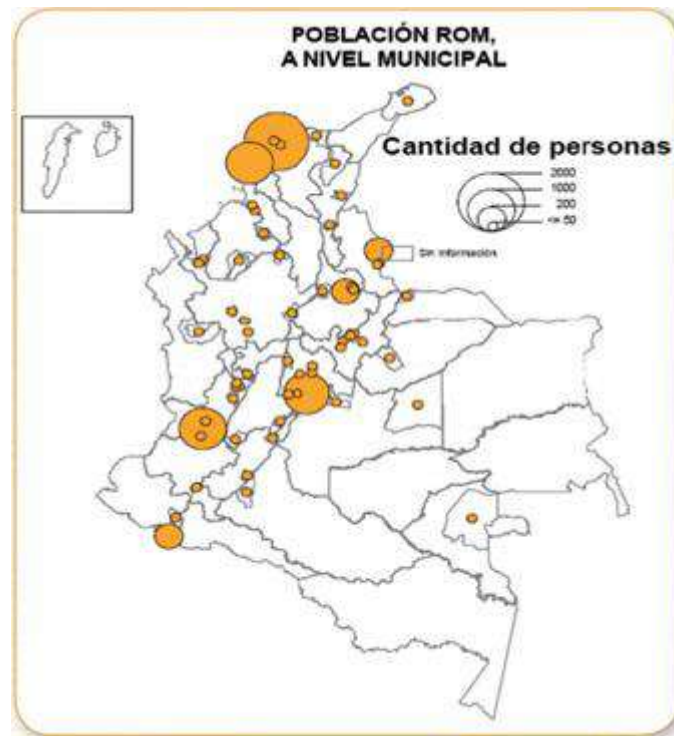 POBLACIÓN ROM,
A NIVEL MUNICIPAL
Cantidad de personas
2000
1000
200
<= 50
Sin información